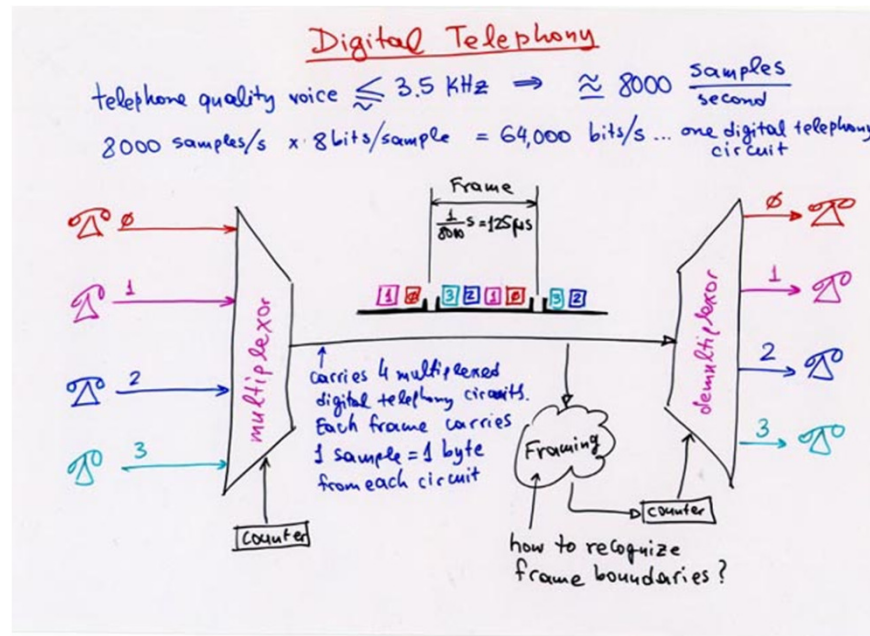 Digital Telephony
telephone quality voice ≲ 3.5 KHz ⇒ ≈ 8000 samples/second
8000 samples/s x 8bits/sample = 64,000 bits/s ... one digital telephony
circuit
Frame
1/8000 s = 125 μs
Ø
1
2
3
multiplexor
1 Ø 3 2 1 Ø 3 2
demultiplexor
Ø
1
2
3
carries 4 multiplexed
digital telephony circuits.
Each frame carries
1 sample = 1 byte
from each circuit
Framing
counter
counter
how to recognize
frame boundaries?